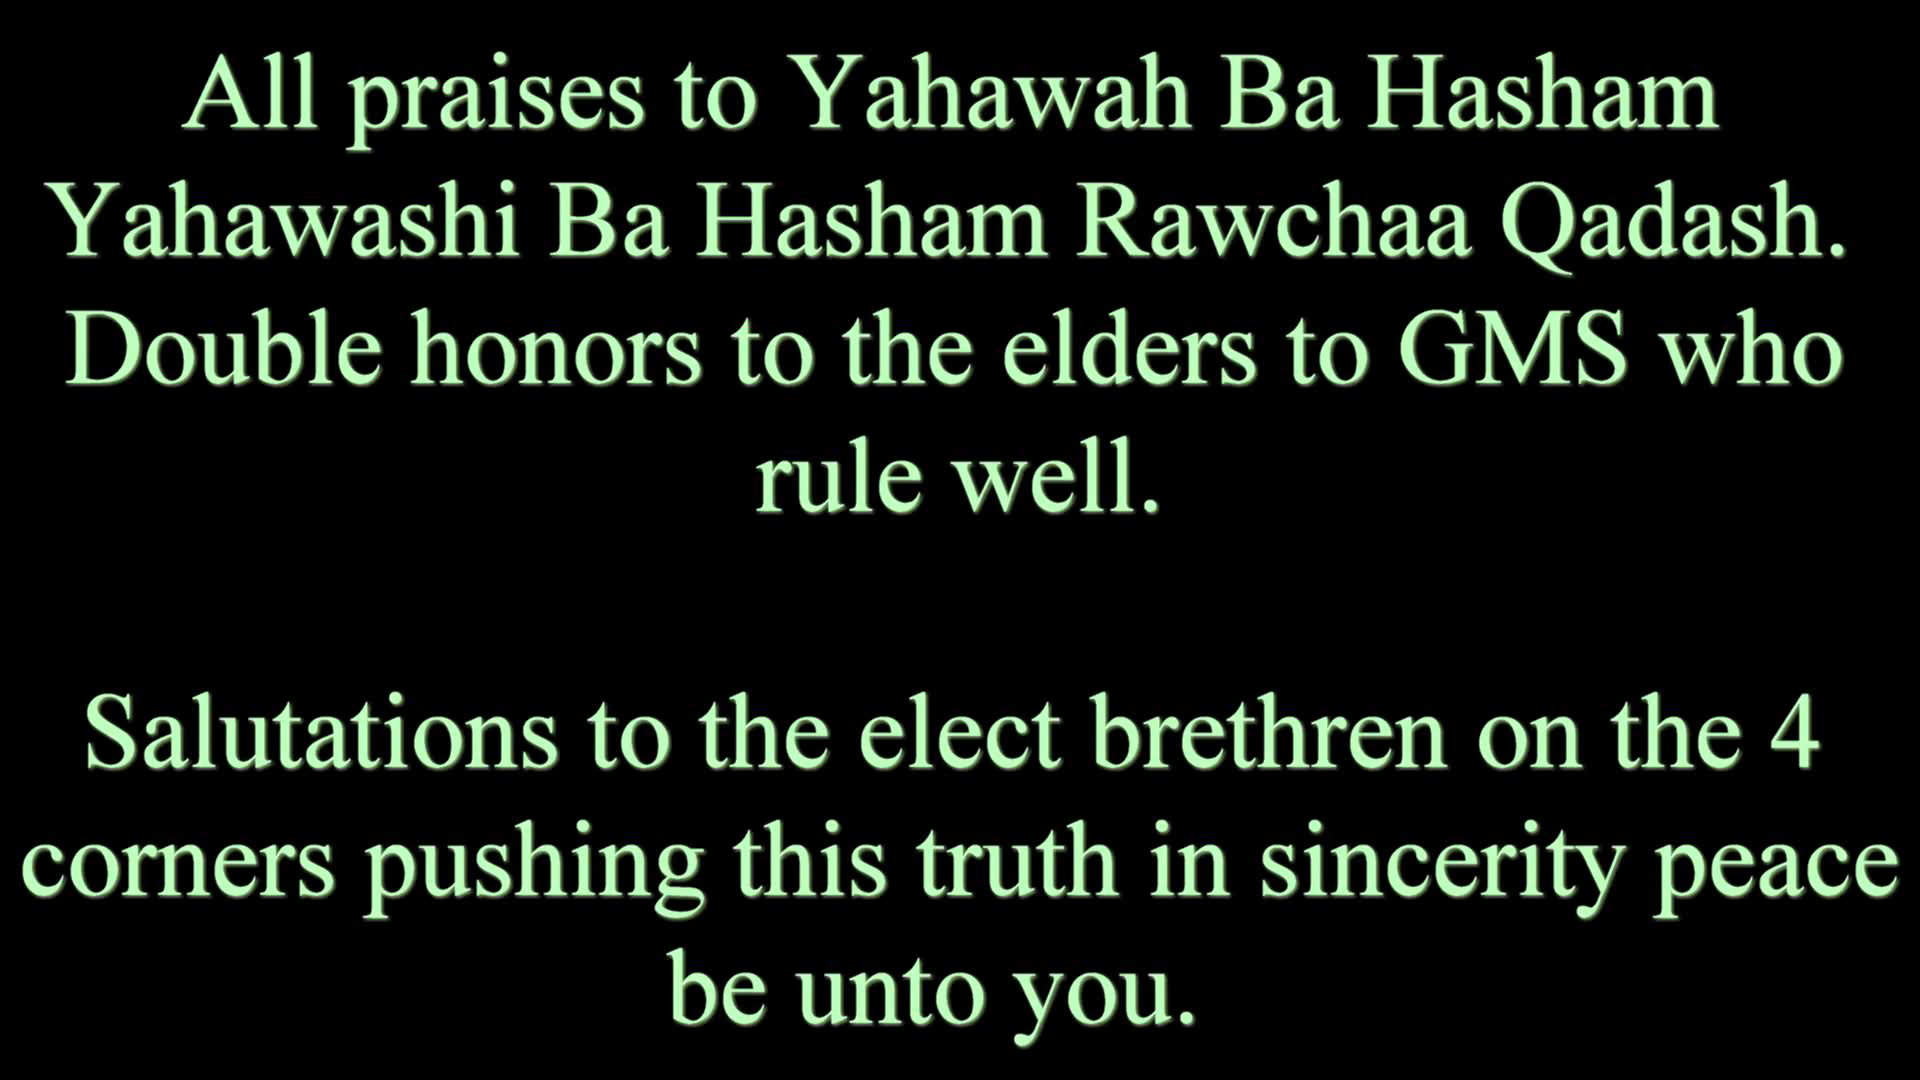 All praises to Yahawah Ba Hasham
Yahawashi Ba Hasham Rawchaa Qadash.
Double honors to the elders to GMS who
rule well.
Salutations to the elect brethren on the 4
corners pushing this truth in sincerity peace
be unto you.